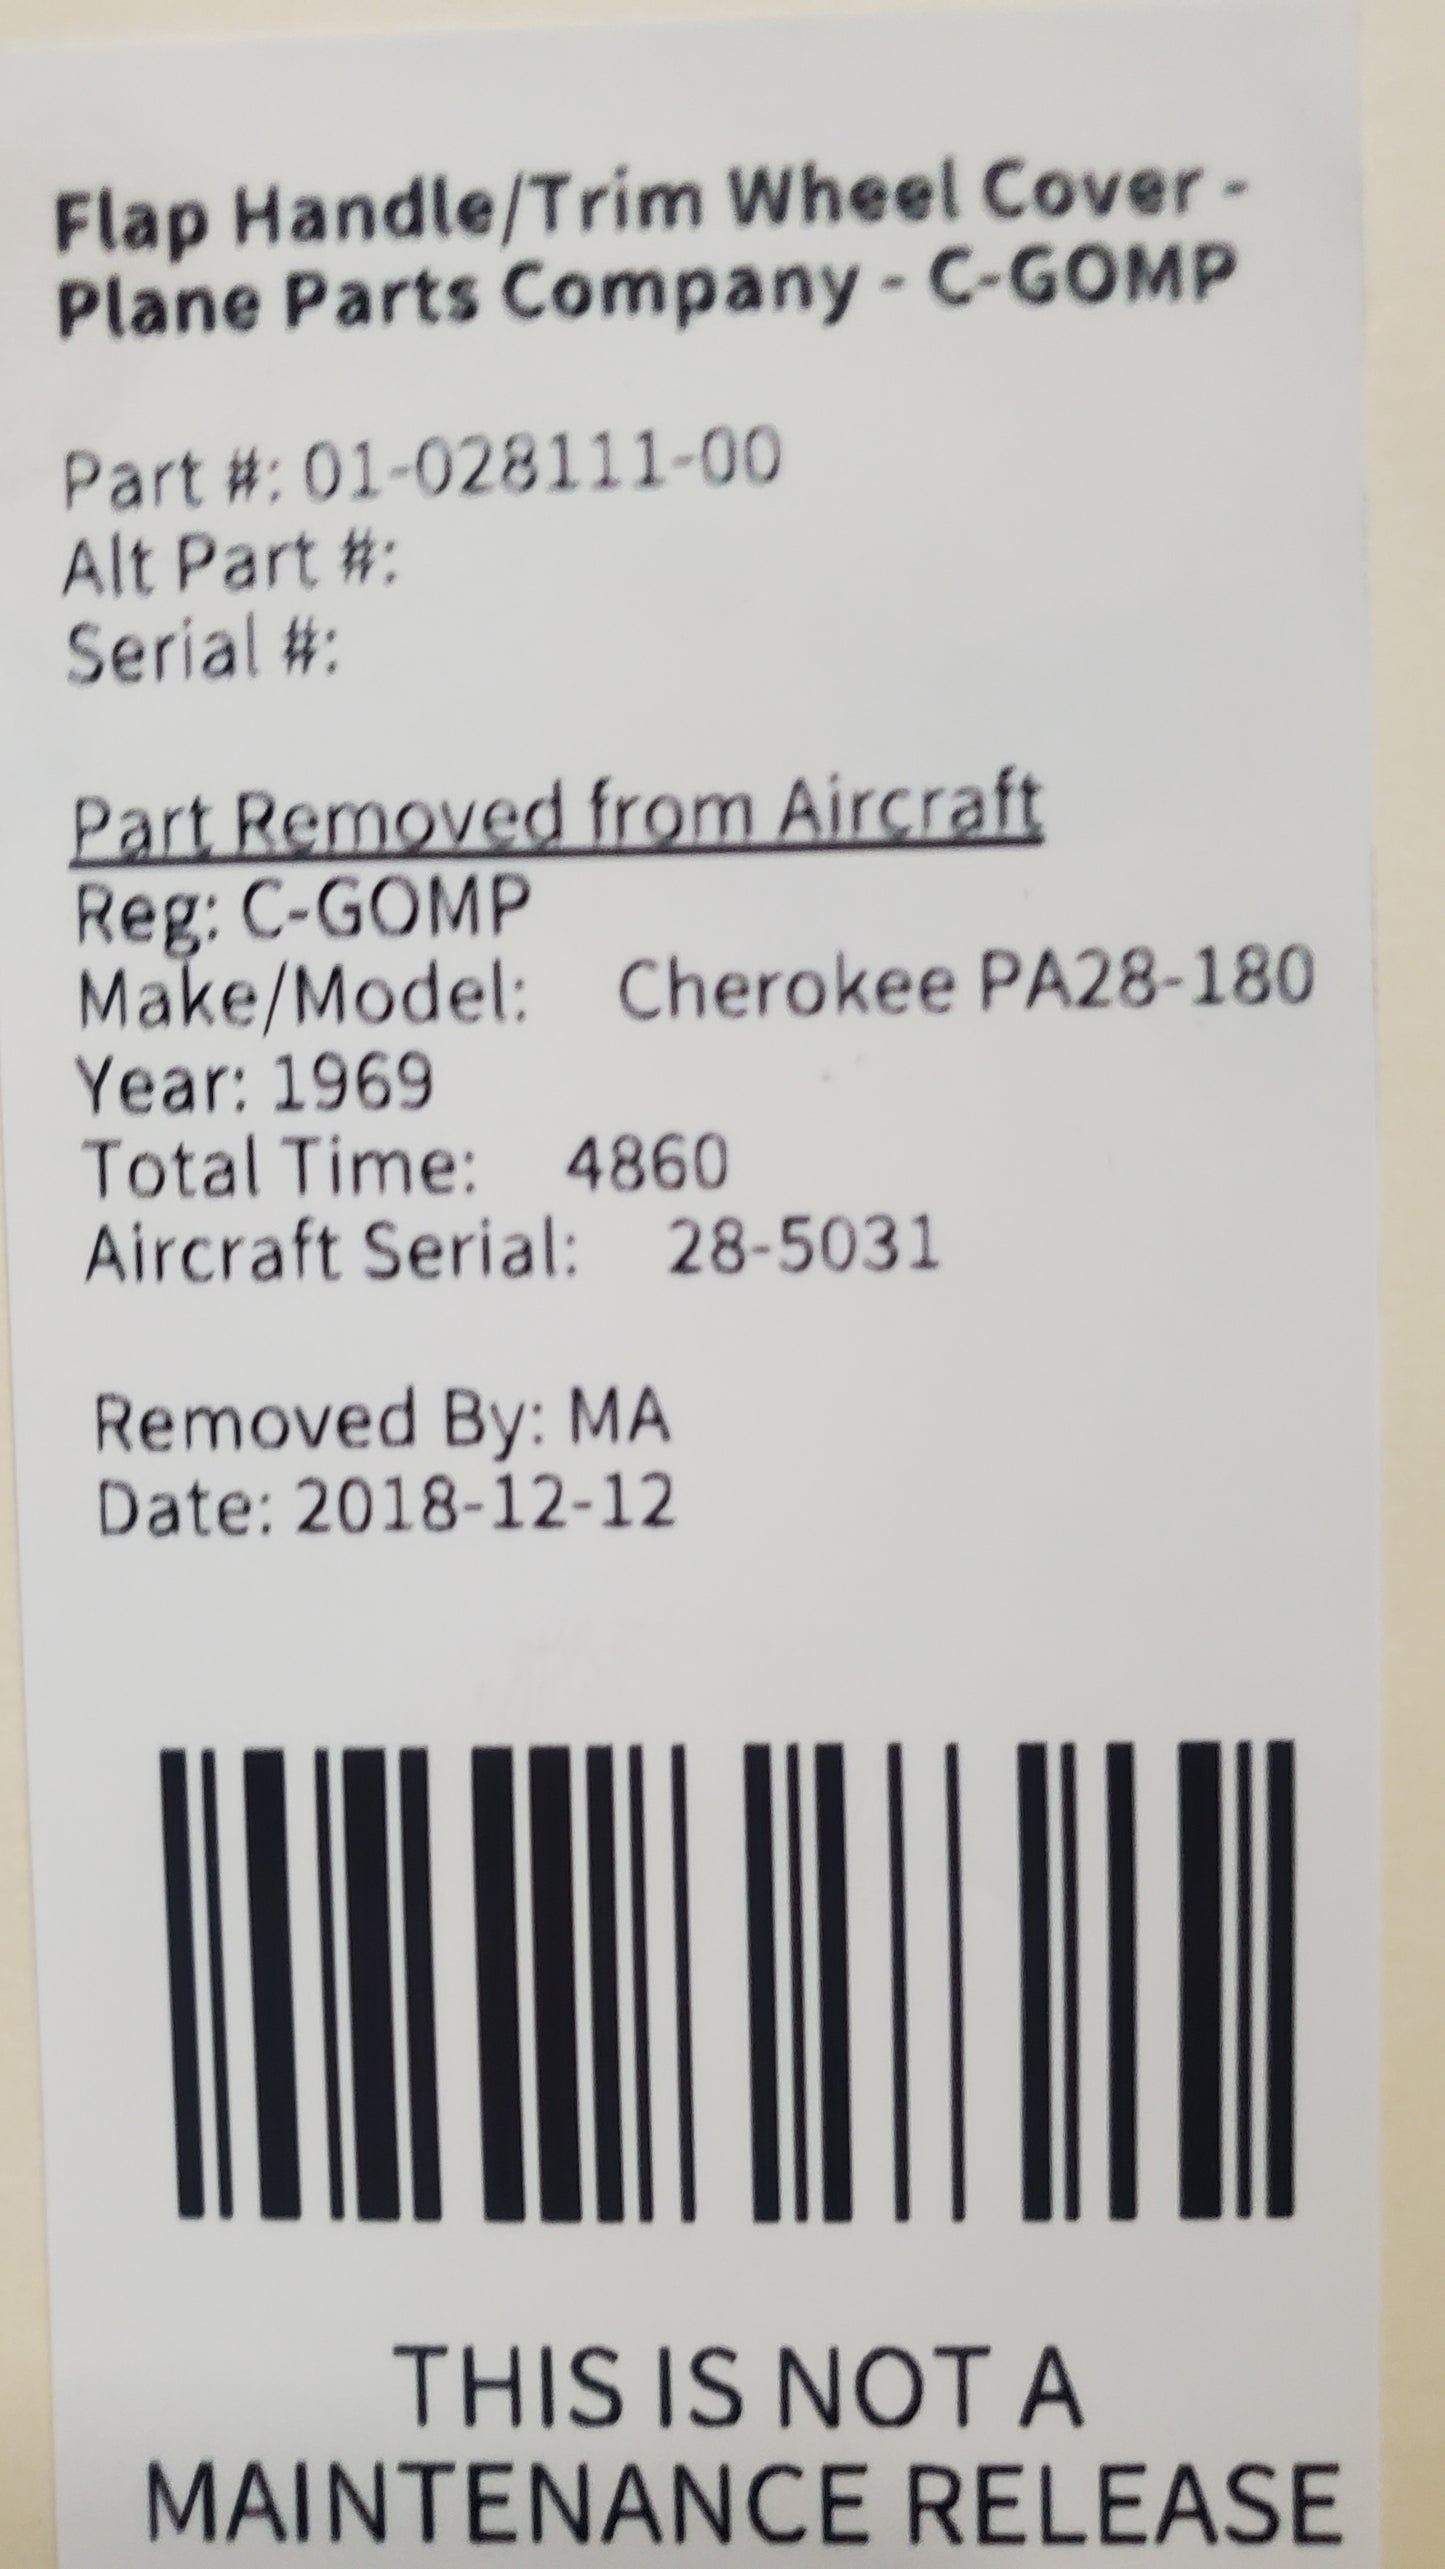 Flap Handle/Trim Wheel Cover -
Plane Parts Company - C-GOMP
Part #: 01-028111-00
Alt Part #:
Serial #:
Part Removed from Aircraft
Reg: C-GOMP
Make/Model: Cherokee PA28-180
Year: 1969
Total Time: 4860
Aircraft Serial: 28-5031
Removed By: MA
Date: 2018-12-12
THIS IS NOT A
MAINTENANCE RELEASE